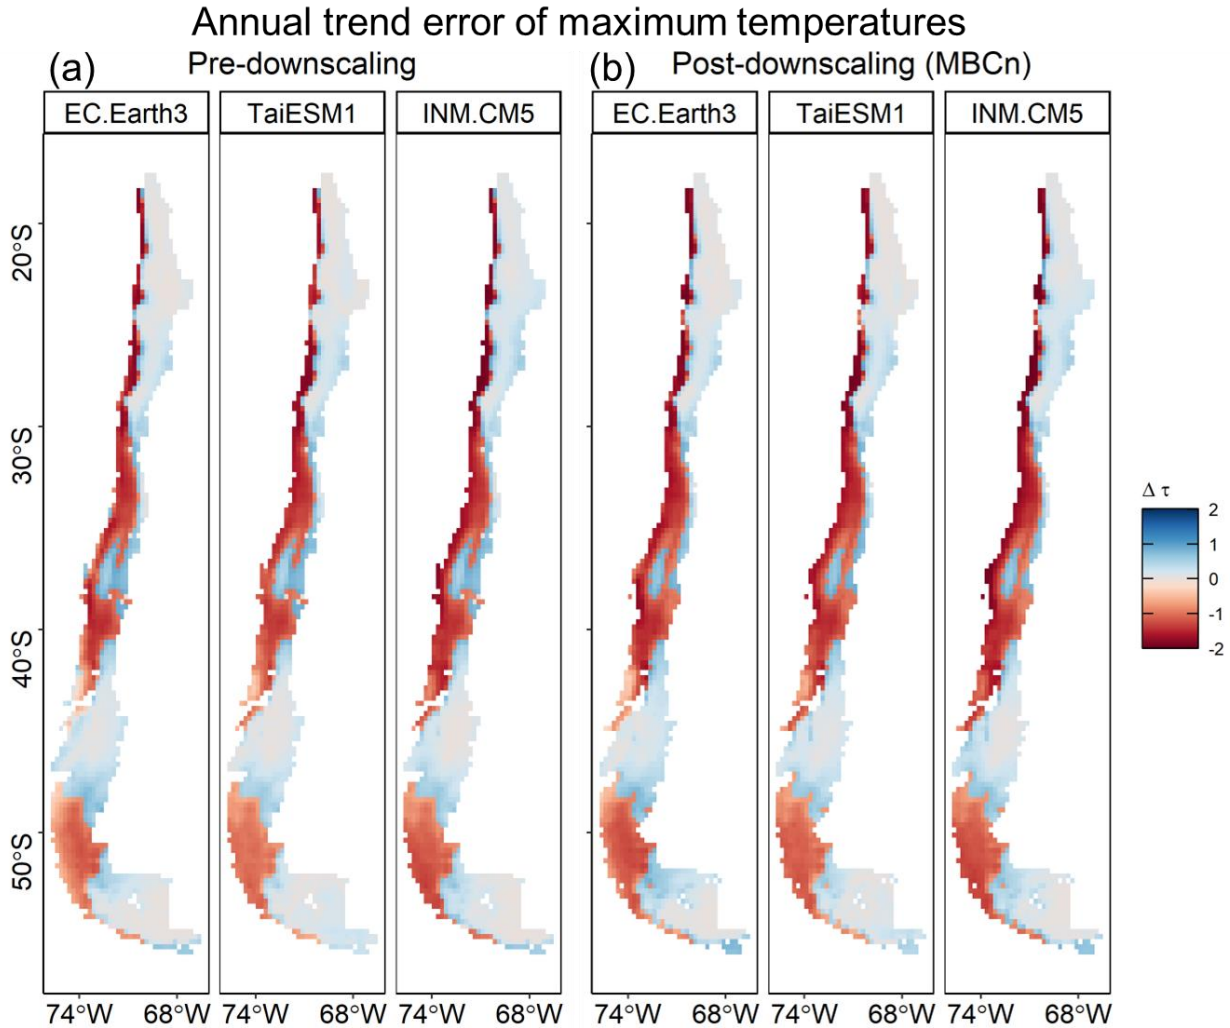 Annual trend error of maximum temperatures
(a) Pre-downscaling
(b) Post-downscaling (MBCn)
EC.Earth3 TaiESM1 INM.CM5 EC.Earth3 TaiESM1 INM.CM5
20°S
30°S
40°S
50°S
Δ τ
2
1
0
-1
-2
74°W 68°W 74°W 68°W 74°W 68°W 74°W 68°W 74°W 68°W 74°W 68°W